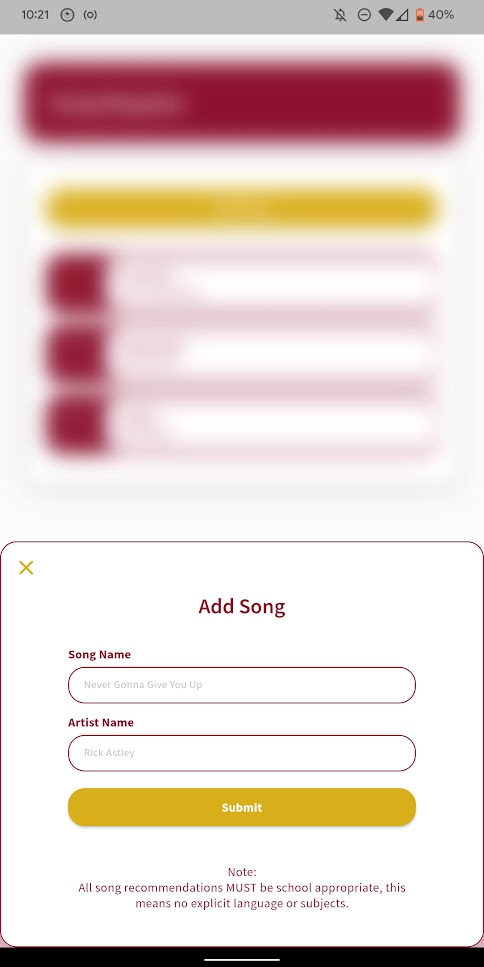 10:21
40%
Add Song
Song Name
Never Gonna Give You Up
Artist Name
Rick Astley
Submit
Note:
All song recommendations MUST be school appropriate, this
means no explicit language or subjects.